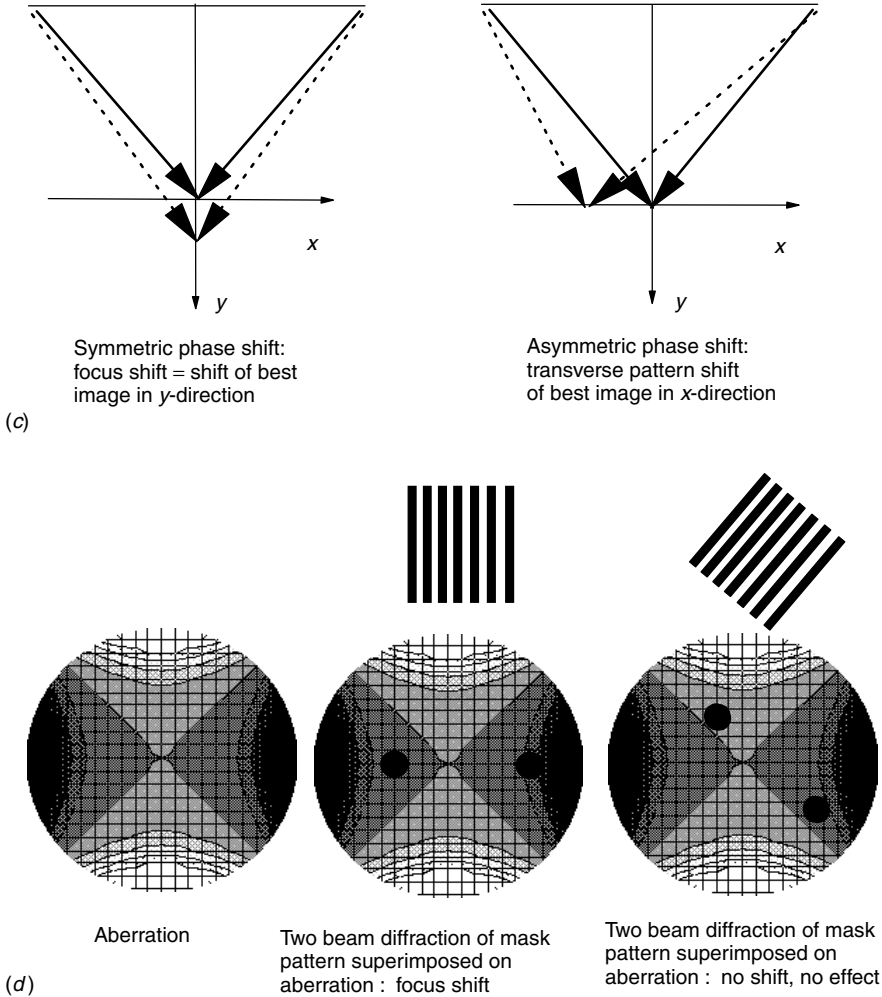 x
y
Symmetric phase shift:
focus shift = shift of best
image in y-direction
x
y
Asymmetric phase shift:
transverse pattern shift
of best image in x-direction
(c)
Aberration
Two beam diffraction of mask
pattern superimposed on
aberration : focus shift
Two beam diffraction of mask
pattern superimposed on
aberration : no shift, no effect
(d)